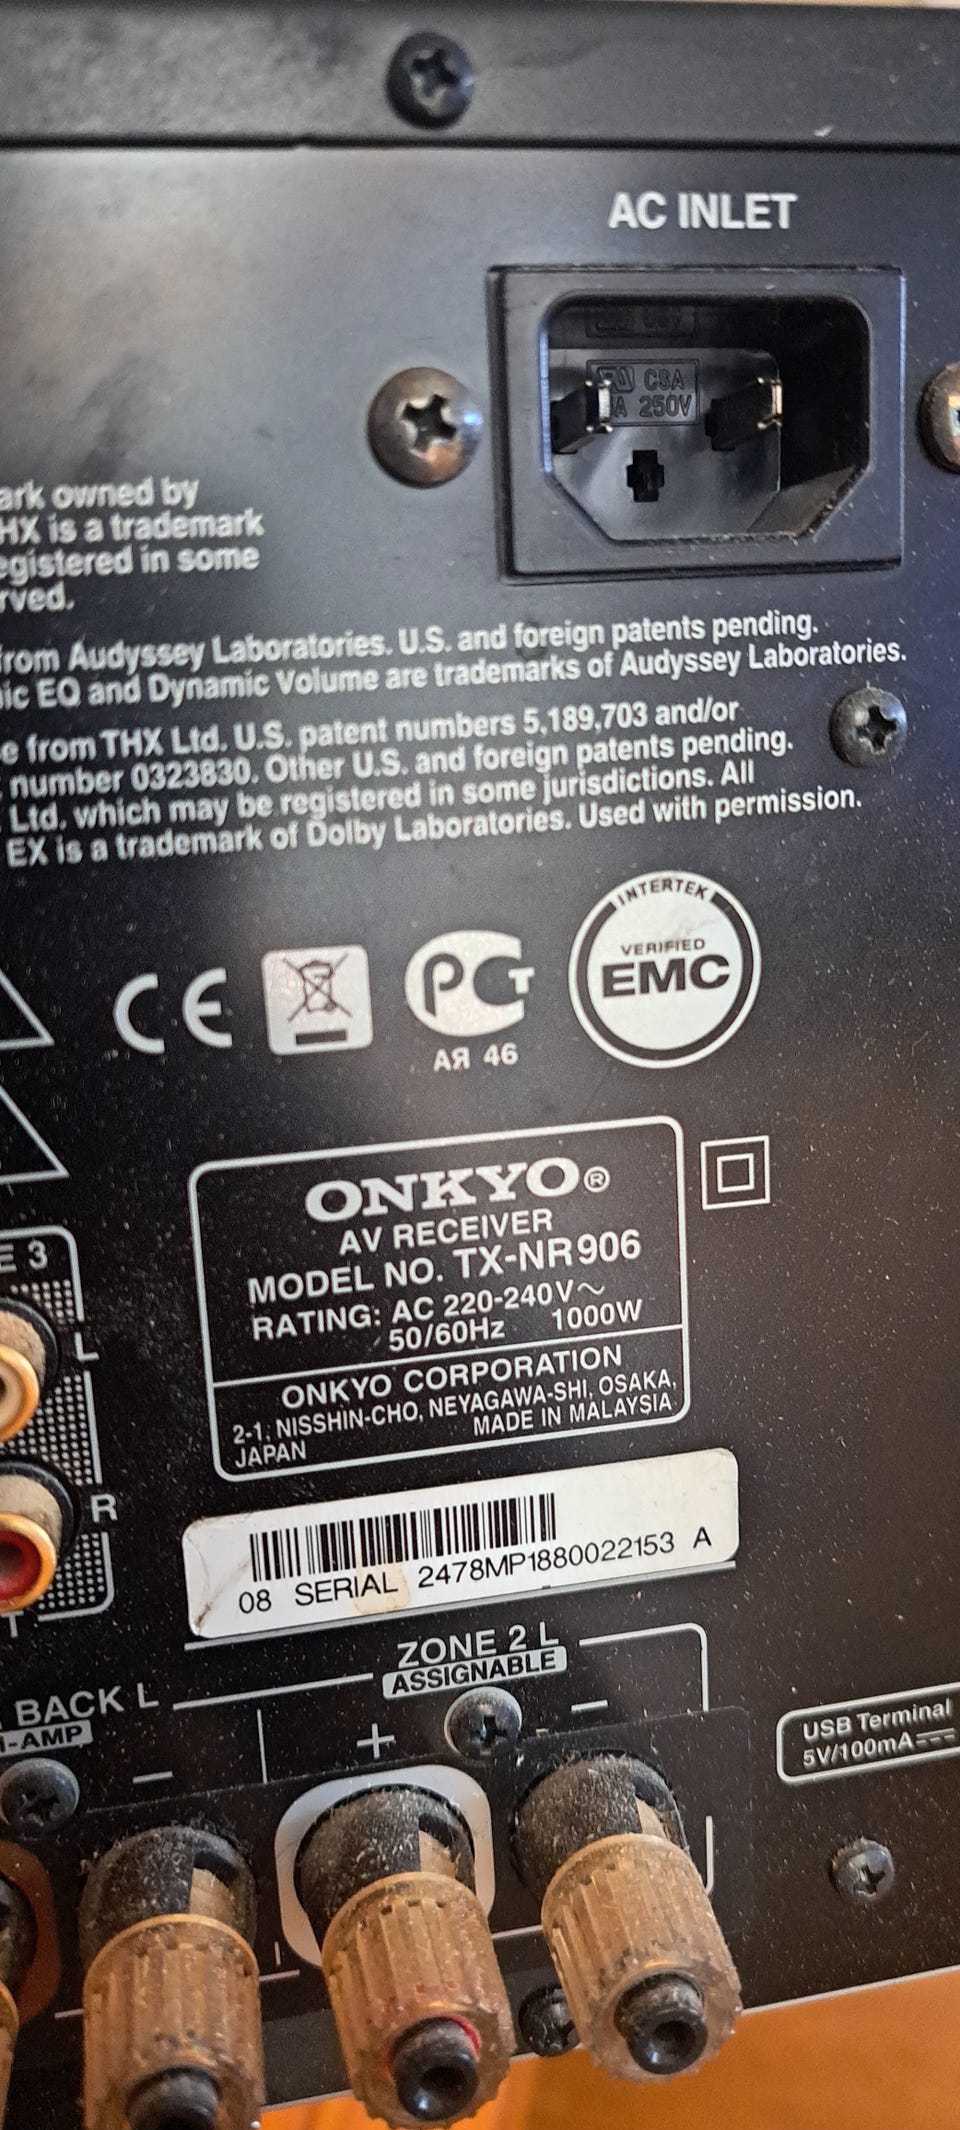 AC INLET
CSA
A 250V
ark owned by
HX is a trademark
egistered in some
rved.
rom Audyssey Laboratories. U.S. and foreign patents pending.
ic EQ and Dynamic Volume are trademarks of Audyssey Laboratories.
e from THX Ltd. U.S. patent numbers 5,189,703 and/or
number 0323830. Other U.S. and foreign patents pending.
Ltd. which may be registered in some jurisdictions. All
EX is a trademark of Dolby Laboratories. Used with permission.
CE
РСТ
АЯ 46
INTERTEK
VERIFIED
EMC
ONKYO®
AV RECEIVER
MODEL NO. TX-NR906
RATING: AC 220-240V~
50/60Hz 1000W
ONKYO CORPORATION
2-1, NISSHIN-CHO, NEYAGAWA-SHI, OSAKA,
JAPAN MADE IN MALAYSIA
E 3
L
R
T
08 SERIAL 2478MP1880022153 A
ZONE 2 L
ASSIGNABLE
BACK L
I-AMP
+ −
−
USB Terminal
5V/100mA⎓